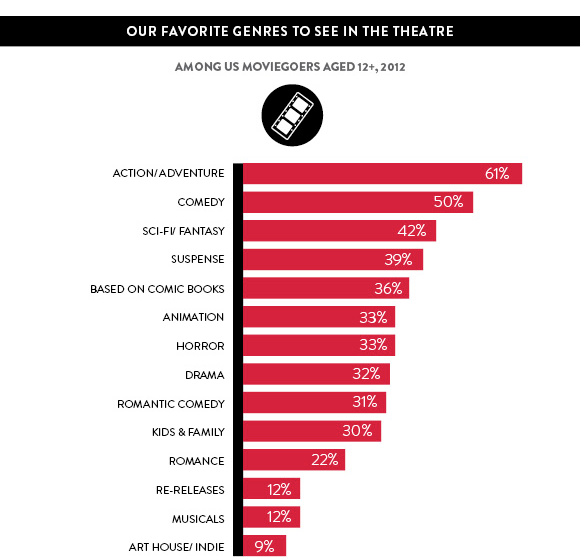 OUR FAVORITE GENRES TO SEE IN THE THEATRE
AMONG US MOVIEGOERS AGED 12+, 2012
ACTION/ADVENTURE 61%
COMEDY 50%
SCI-FI/ FANTASY 42%
SUSPENSE 39%
BASED ON COMIC BOOKS 36%
ANIMATION 33%
HORROR 33%
DRAMA 32%
ROMANTIC COMEDY 31%
KIDS & FAMILY 30%
ROMANCE 22%
RE-RELEASES 12%
MUSICALS 12%
ART HOUSE/ INDIE 9%